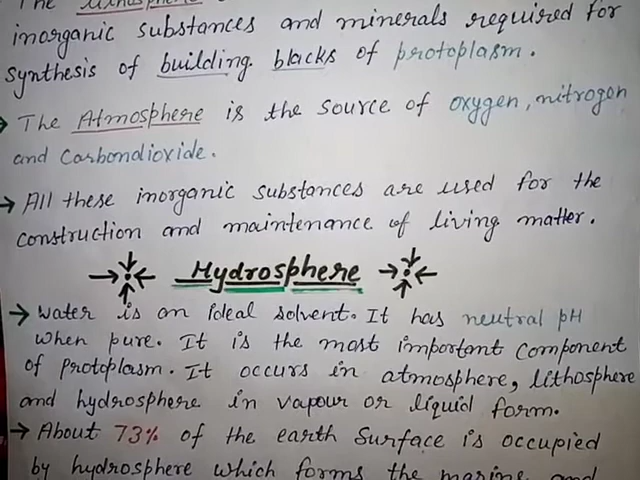 The Lithosphere
inorganic substances and minerals required for
synthesis of building blacks of protoplasm.
→ The Atmosphere is the source of oxygen, nitrogen
and Carbondioxide.
→ All these inorganic substances are used for the
construction and maintenance of living matter.
Hydrosphere
→ Water is an ideal solvent. It has neutral pH
when pure. It is the most important Component
of protoplasm. It occurs in atmosphere, lithosphere
and hydrosphere in vapour or liquid form.
→ About 73% of the earth surface is occupied
by hydrosphere which forms the marine and